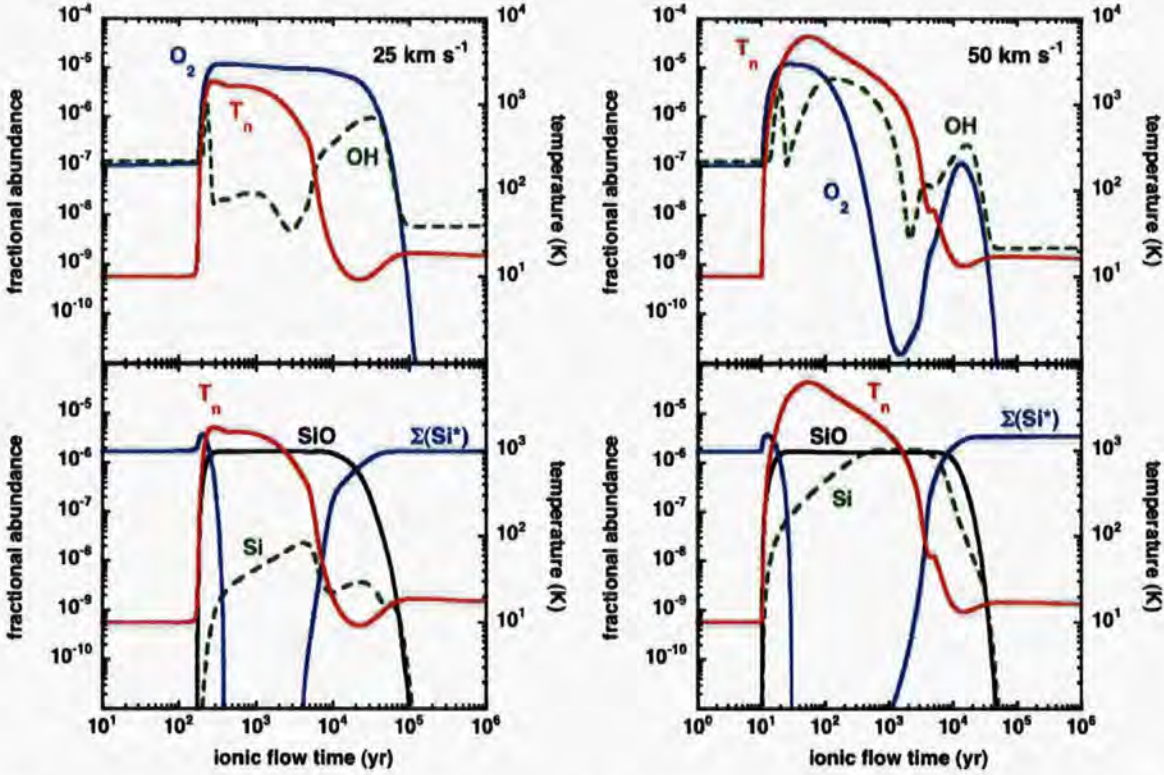 10⁻⁴
10⁻⁵
10⁻⁶
10⁻⁷
10⁻⁸
10⁻⁹
10⁻¹⁰
fractional abundance
O₂
25 km s⁻¹
Tₙ
OH
10⁴
10³
10²
10¹
temperature (K)
10⁻⁴
10⁻⁵
10⁻⁶
10⁻⁷
10⁻⁸
10⁻⁹
10⁻¹⁰
fractional abundance
Tₙ
50 km s⁻¹
OH
O₂
10⁴
10³
10²
10¹
temperature (K)
10⁻⁵
10⁻⁶
10⁻⁷
10⁻⁸
10⁻⁹
10⁻¹⁰
fractional abundance
Tₙ
SiO
Σ(Si*)
Si
10³
10²
10¹
temperature (K)
10¹ 10² 10³ 10⁴ 10⁵ 10⁶
ionic flow time (yr)
10⁻⁵
10⁻⁶
10⁻⁷
10⁻⁸
10⁻⁹
10⁻¹⁰
fractional abundance
Tₙ
Σ(Si*)
SiO
Si
10³
10²
10¹
temperature (K)
10⁰ 10¹ 10² 10³ 10⁴ 10⁵ 10⁶
ionic flow time (yr)